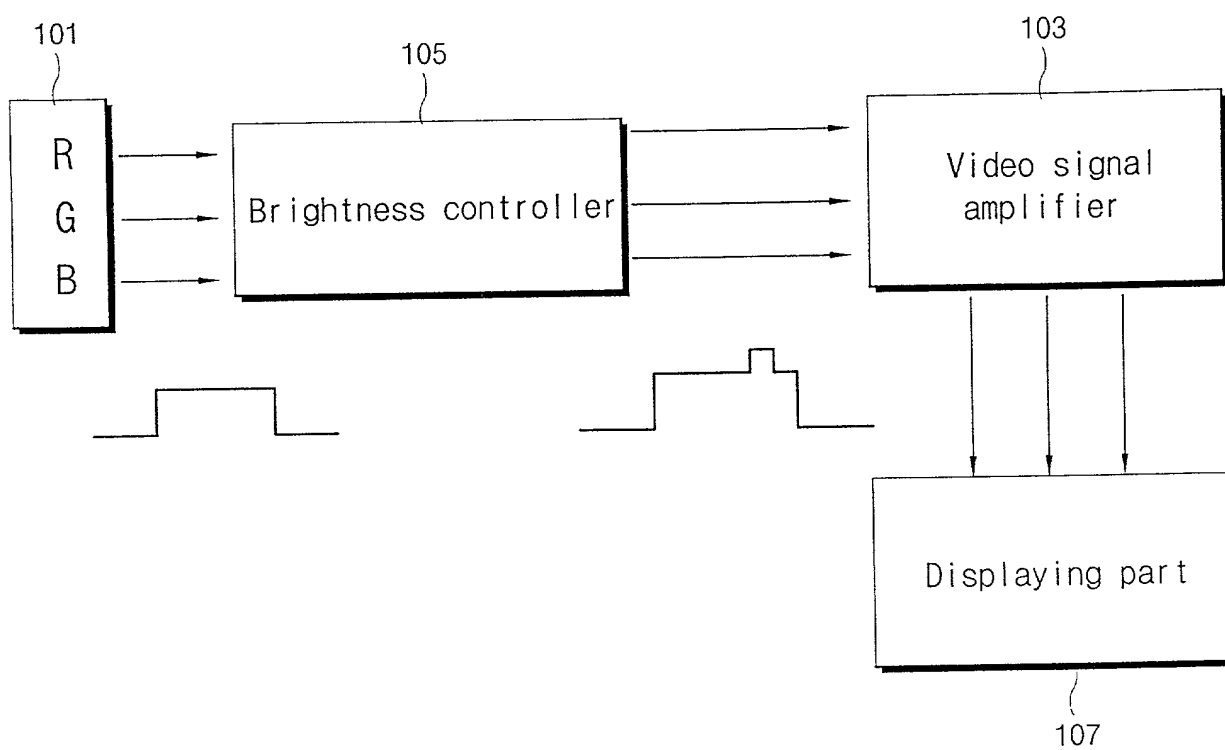 101
105
103
R
G
B
Brightness controller
Video signal
amplifier
Displaying part
107